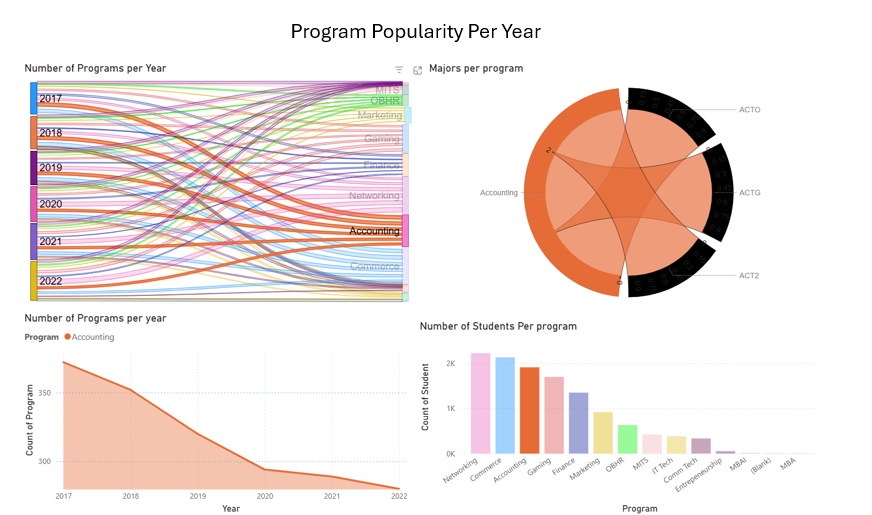 Program Popularity Per Year
Number of Programs per Year
2017
2018
2019
2020
2021
2022
MITS
OBHR
Marketing
Gaming
Finance
Networking
Accounting
Commerce
Majors per program
Accounting
ACTO
ACTG
ACT2
Number of Programs per year
Program Accounting
Count of Program
350
300
2017 2018 2019 2020 2021 2022
Year
Number of Students Per program
Count of Student
2K
1K
0K
Networking Commerce Accounting Gaming Finance Marketing OBHR MITS IT Tech Comm Tech Entrepeneurship MBAI (Blank) MBA
Program